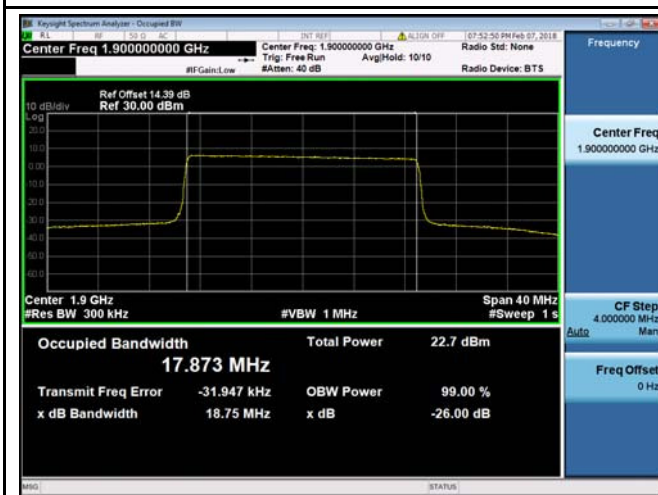 Keysight Spectrum Analyzer - Occupied BW
RL RF 50 Ω AC INT REF ALIGN OFF 07:52:50 PM Feb 07, 2018
Center Freq 1.900000000 GHz
Center Freq: 1.900000000 GHz
Radio Std: None
Trig: Free Run Avg|Hold: 10/10
#IFGain:Low #Atten: 40 dB Radio Device: BTS
Ref Offset 14.39 dB
10 dB/div Ref 30.00 dBm
Log
20.0
10.0
0.00
10.0
20.0
30.0
40.0
50.0
60.0
Center 1.9 GHz Span 40 MHz
#Res BW 300 kHz #VBW 1 MHz #Sweep 1 s
Occupied Bandwidth Total Power 22.7 dBm
17.873 MHz
Transmit Freq Error -31.947 kHz OBW Power 99.00 %
x dB Bandwidth 18.75 MHz x dB -26.00 dB
MSG STATUS
Frequency
Center Freq
1.900000000 GHz
CF Step
4.000000 MHz
Auto Man
Freq Offset
0 Hz